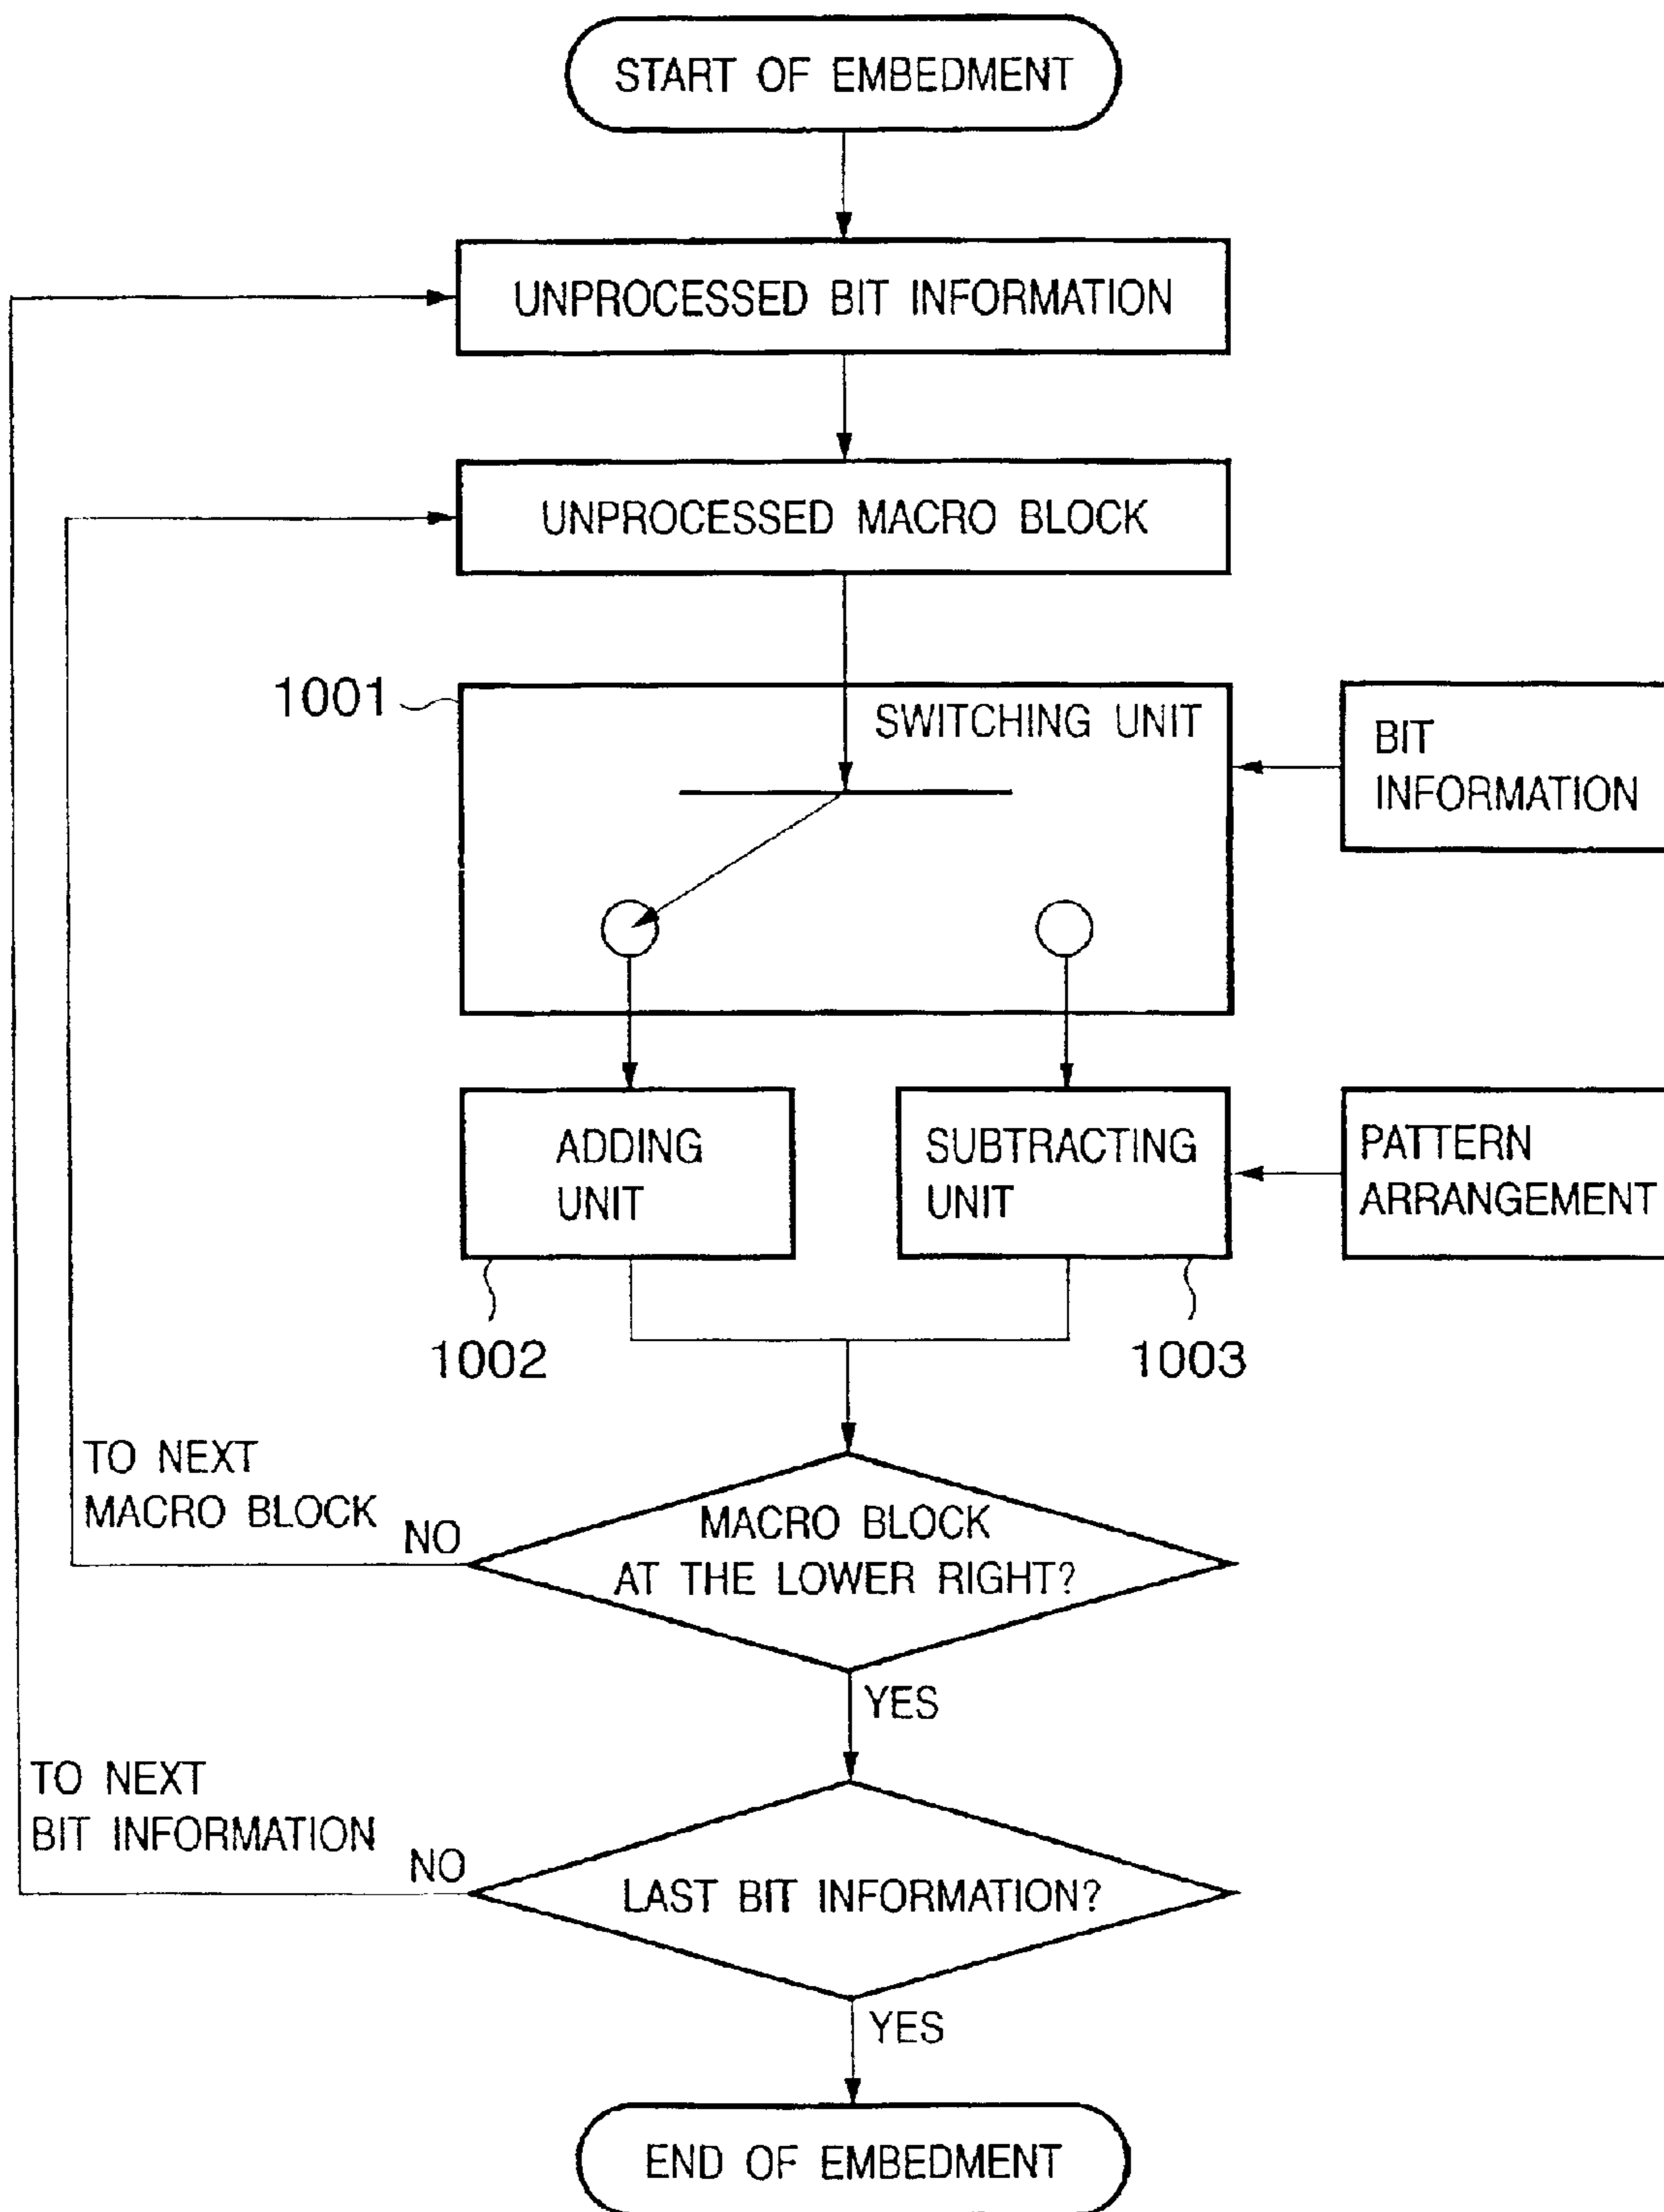 START OF EMBEDMENT
UNPROCESSED BIT INFORMATION
UNPROCESSED MACRO BLOCK
1001
SWITCHING UNIT
BIT
INFORMATION
ADDING
UNIT
SUBTRACTING
UNIT
PATTERN
ARRANGEMENT
1002
1003
TO NEXT
MACRO BLOCK
NO
MACRO BLOCK
AT THE LOWER RIGHT?
YES
TO NEXT
BIT INFORMATION
NO
LAST BIT INFORMATION?
YES
END OF EMBEDMENT